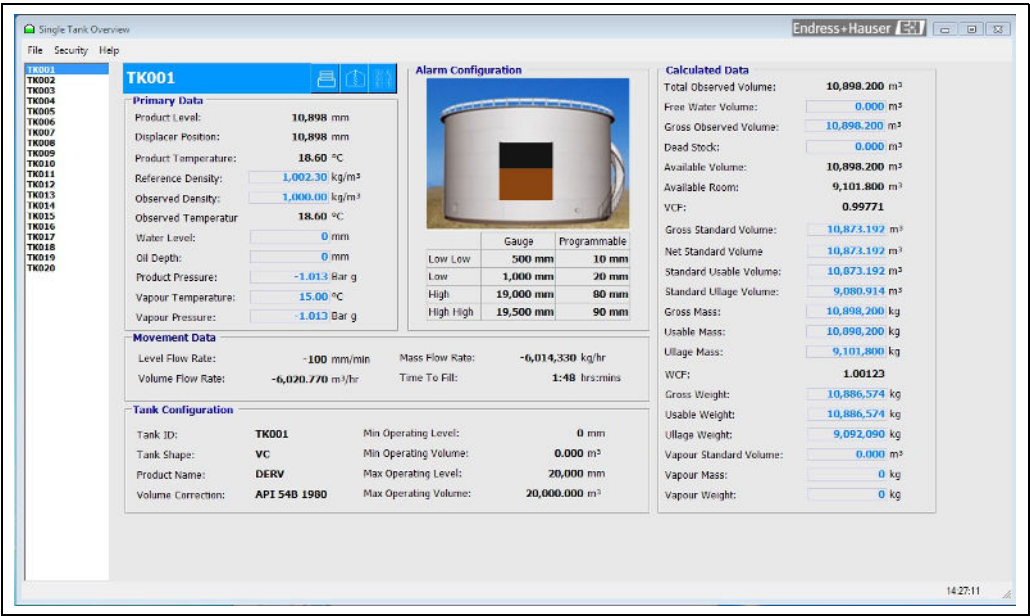 Single Tank Overview
Endress+Hauser
File Security Help
TK001
TK002
TK003
TK004
TK005
TK006
TK007
TK008
TK009
TK010
TK011
TK012
TK013
TK014
TK015
TK016
TK017
TK018
TK019
TK020
TK001
Primary Data
Product Level: 10,898 mm
Displacer Position: 10,898 mm
Product Temperature: 18.60 °C
Reference Density: 1,002.30 kg/m³
Observed Density: 1,000.00 kg/m³
Observed Temperatur 18.60 °C
Water Level: 0 mm
Oil Depth: 0 mm
Product Pressure: -1.013 Bar g
Vapour Temperature: 15.00 °C
Vapour Pressure: -1.013 Bar g
Alarm Configuration
Gauge Programmable
Low Low 500 mm 10 mm
Low 1,000 mm 20 mm
High 19,000 mm 80 mm
High High 19,500 mm 90 mm
Movement Data
Level Flow Rate: -100 mm/min Mass Flow Rate: -6,014,330 kg/hr
Volume Flow Rate: -6,020.770 m³/hr Time To Fill: 1:48 hrs:mins
Tank Configuration
Tank ID: TK001 Min Operating Level: 0 mm
Tank Shape: VC Min Operating Volume: 0.000 m³
Product Name: DERV Max Operating Level: 20,000 mm
Volume Correction: API 54B 1980 Max Operating Volume: 20,000.000 m³
Calculated Data
Total Observed Volume: 10,898.200 m³
Free Water Volume: 0.000 m³
Gross Observed Volume: 10,898.200 m³
Dead Stock: 0.000 m³
Available Volume: 10,898.200 m³
Available Room: 9,101.800 m³
VCF: 0.99771
Gross Standard Volume: 10,873.192 m³
Net Standard Volume 10,873.192 m³
Standard Usable Volume: 10,873.192 m³
Standard Ullage Volume: 9,080.914 m³
Gross Mass: 10,898,200 kg
Usable Mass: 10,898,200 kg
Ullage Mass: 9,101,800 kg
WCF: 1.00123
Gross Weight: 10,886,574 kg
Usable Weight: 10,886,574 kg
Ullage Weight: 9,092,090 kg
Vapour Standard Volume: 0.000 m³
Vapour Mass: 0 kg
Vapour Weight: 0 kg
14:27:11